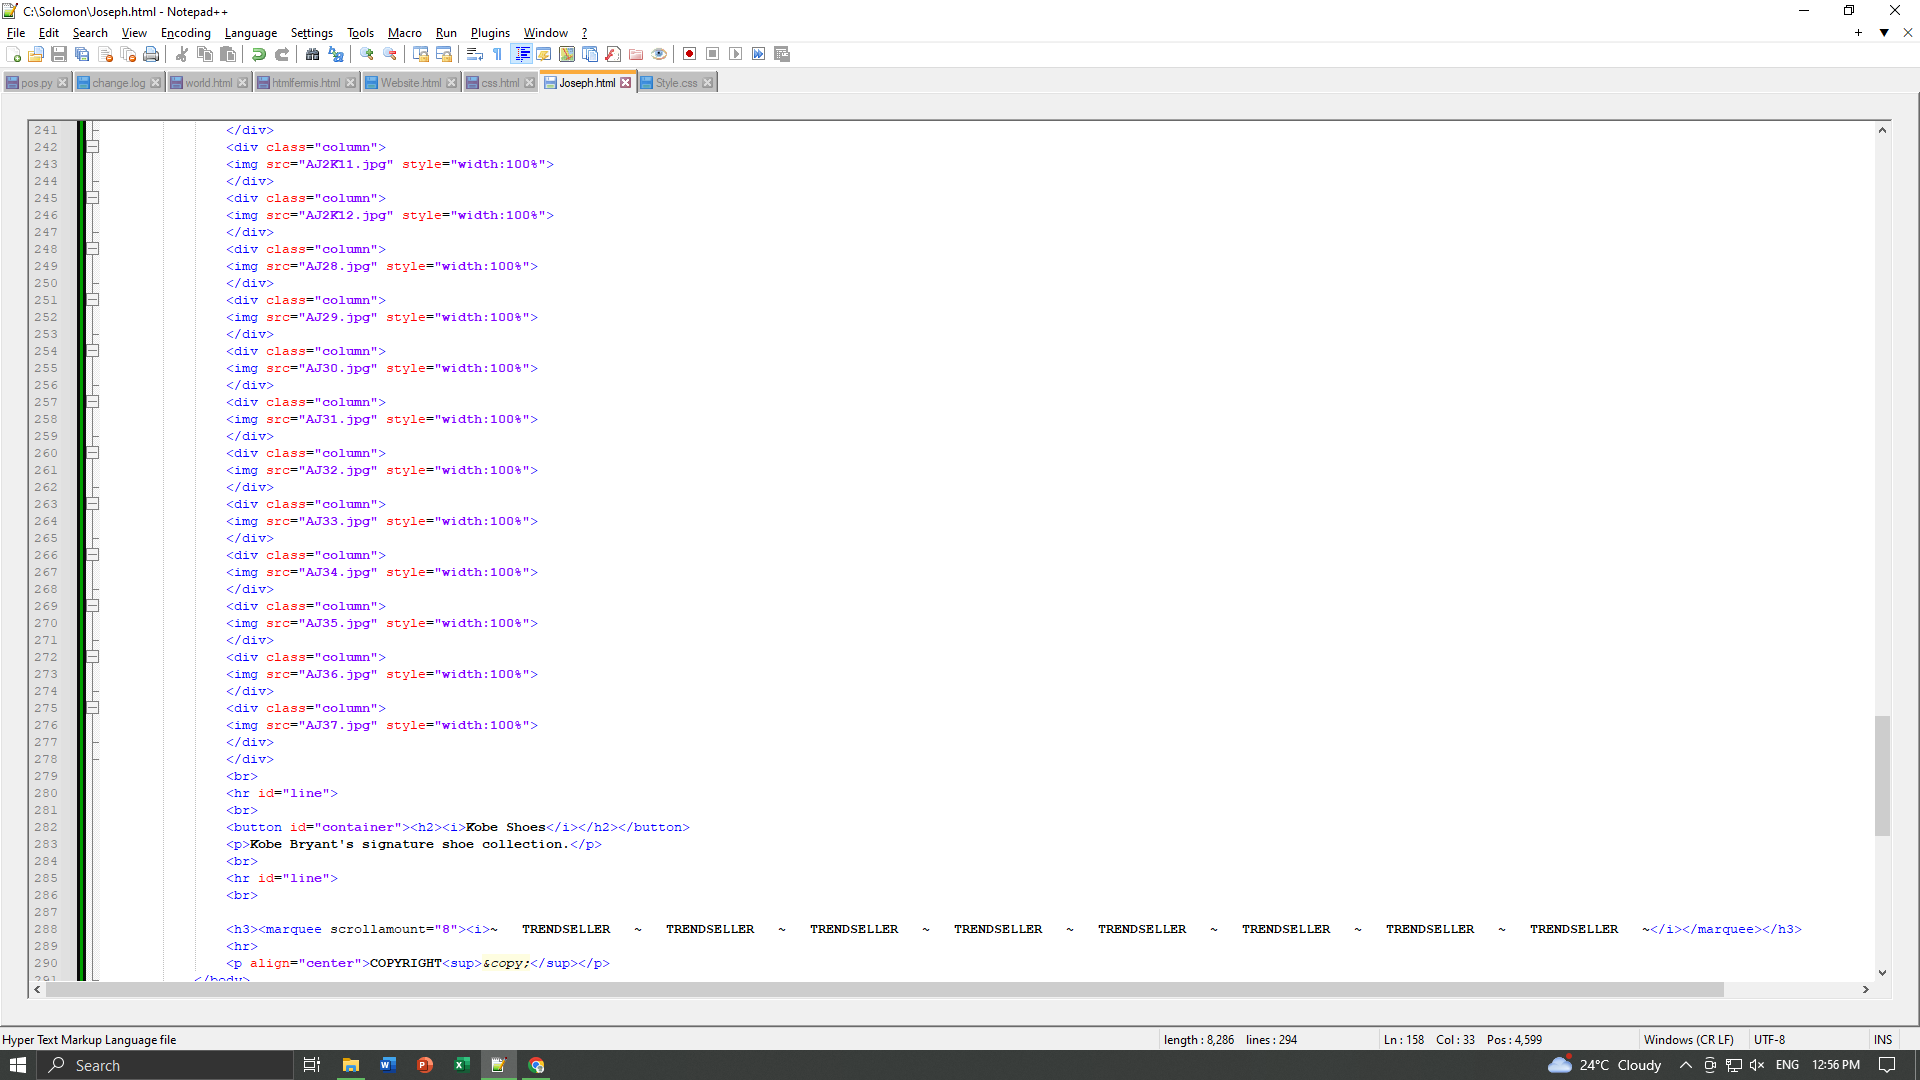 C:\Solomon\Joseph.html - Notepad++
File Edit Search View Encoding Language Settings Tools Macro Run Plugins Window ?
pos.py change.log world.html htmlfermis.html Website.html css.html Joseph.html Style.css
241 </div>
242 <div class="column">
243 <img src="AJ2K11.jpg" style="width:100%">
244 </div>
245 <div class="column">
246 <img src="AJ2K12.jpg" style="width:100%">
247 </div>
248 <div class="column">
249 <img src="AJ28.jpg" style="width:100%">
250 </div>
251 <div class="column">
252 <img src="AJ29.jpg" style="width:100%">
253 </div>
254 <div class="column">
255 <img src="AJ30.jpg" style="width:100%">
256 </div>
257 <div class="column">
258 <img src="AJ31.jpg" style="width:100%">
259 </div>
260 <div class="column">
261 <img src="AJ32.jpg" style="width:100%">
262 </div>
263 <div class="column">
264 <img src="AJ33.jpg" style="width:100%">
265 </div>
266 <div class="column">
267 <img src="AJ34.jpg" style="width:100%">
268 </div>
269 <div class="column">
270 <img src="AJ35.jpg" style="width:100%">
271 </div>
272 <div class="column">
273 <img src="AJ36.jpg" style="width:100%">
274 </div>
275 <div class="column">
276 <img src="AJ37.jpg" style="width:100%">
277 </div>
278 </div>
279 <br>
280 <hr id="line">
281 <br>
282 <button id="container"><h2><i>Kobe Shoes</i></h2></button>
283 <p>Kobe Bryant's signature shoe collection.</p>
284 <br>
285 <hr id="line">
286 <br>
287
288 <h3><marquee scrollamount="8"><i>~ TRENDSELLER ~ TRENDSELLER ~ TRENDSELLER ~ TRENDSELLER ~ TRENDSELLER ~ TRENDSELLER ~ TRENDSELLER ~ TRENDSELLER ~</i></marquee></h3>
289 <hr>
290 <p align="center">COPYRIGHT<sup>&copy;</sup></p>
291 </body>
Hyper Text Markup Language file length : 8,286 lines : 294 Ln : 158 Col : 33 Pos : 4,599 Windows (CR LF) UTF-8 INS
Search 24°C Cloudy ENG 12:56 PM